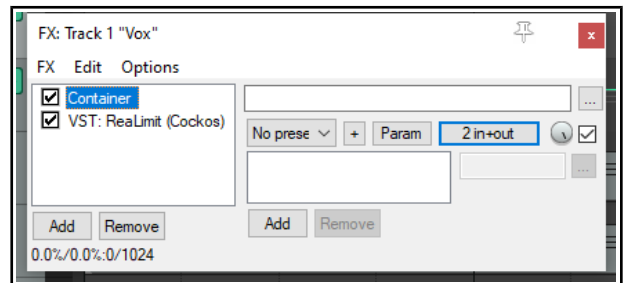 FX: Track 1 "Vox"
x
FX Edit Options
Container
...
VST: ReaLimit (Cockos)
No prese + Param 2 in+out
...
Add Remove
Add Remove
0.0%/0.0%:0/1024